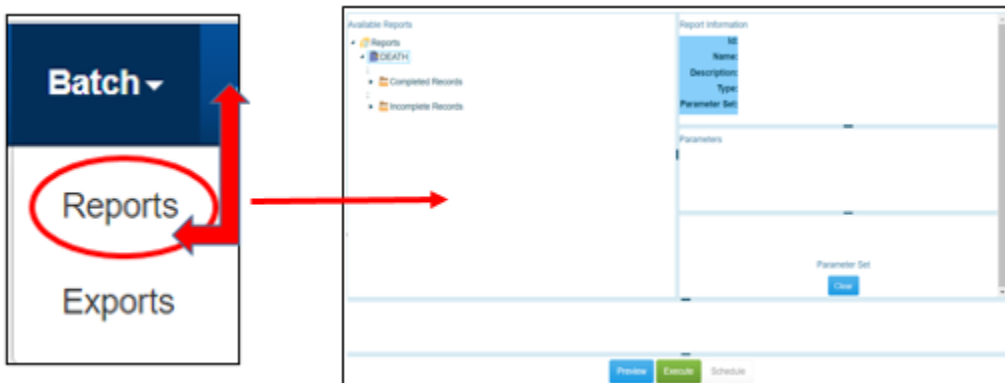 Batch
Reports
Exports
Available Reports
Reports
DEATH
Completed Records
Incomplete Records
Report Information
Id:
Name:
Description:
Type:
Parameter Set:
Parameters
Parameter Set
Clear
Preview
Execute
Schedule